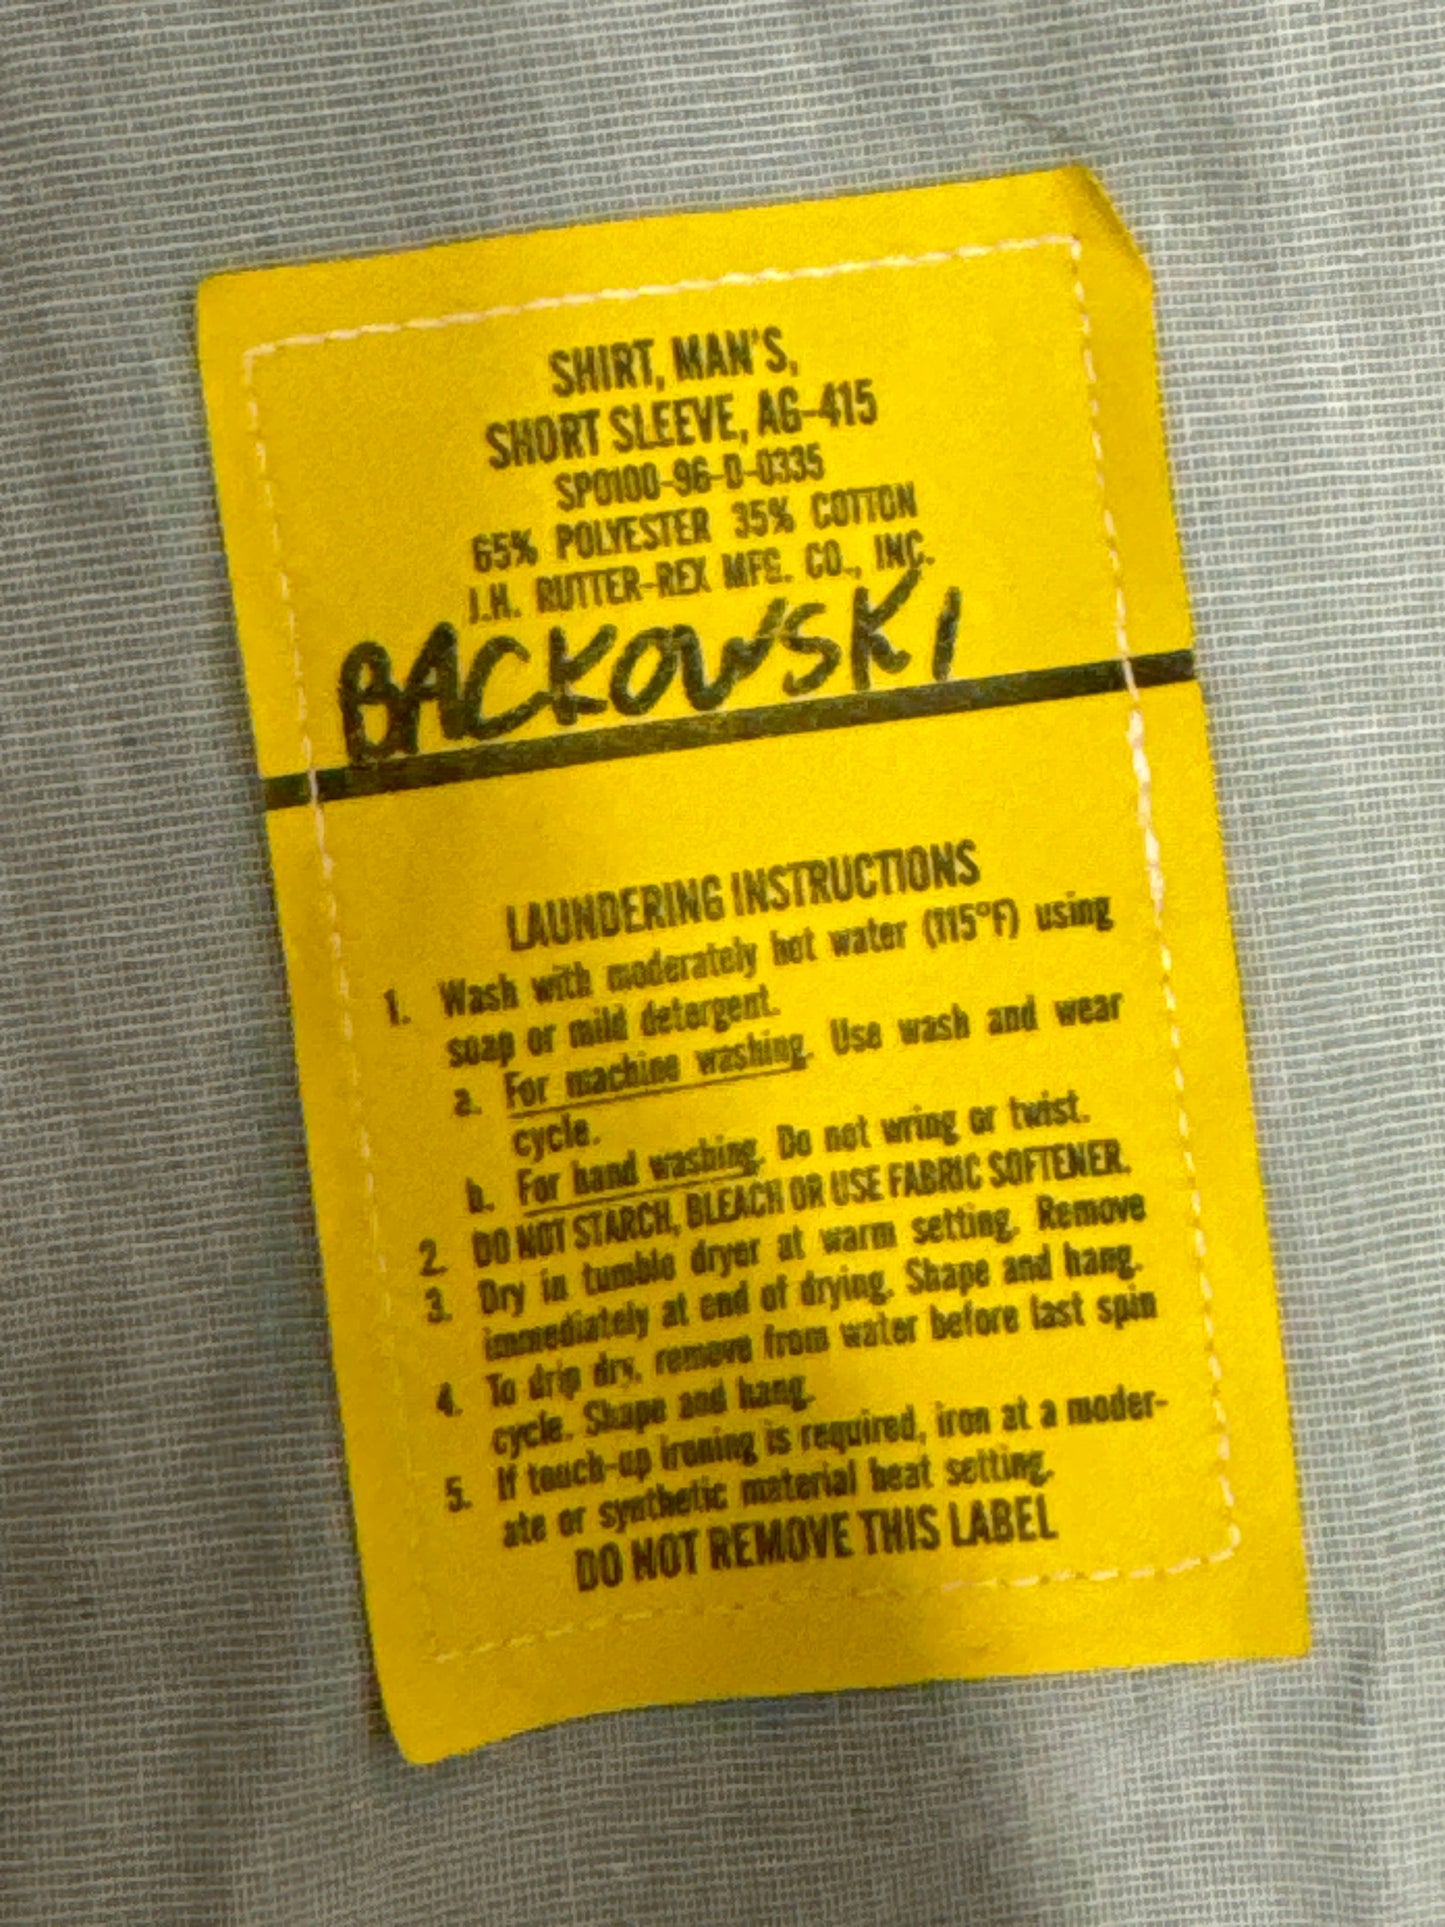 SHIRT, MAN'S,
SHORT SLEEVE, AG-415
SPO100-96-D-0335
65% POLYESTER 35% COTTON
J.H. RUTTER-REX MFG. CO., INC.
BACKOWSKI
LAUNDERING INSTRUCTIONS
1. Wash with moderately hot water (115°F) using
soap or mild detergent.
a. For machine washing. Use wash and wear
cycle.
b. For hand washing. Do not wring or twist.
2. DO NOT STARCH, BLEACH OR USE FABRIC SOFTENER.
3. Dry in tumble dryer at warm setting. Remove
immediately at end of drying. Shape and hang.
4. To drip dry, remove from water before last spin
cycle. Shape and hang.
5. If touch-up ironing is required, iron at a moder-
ate or synthetic material heat setting.
DO NOT REMOVE THIS LABEL